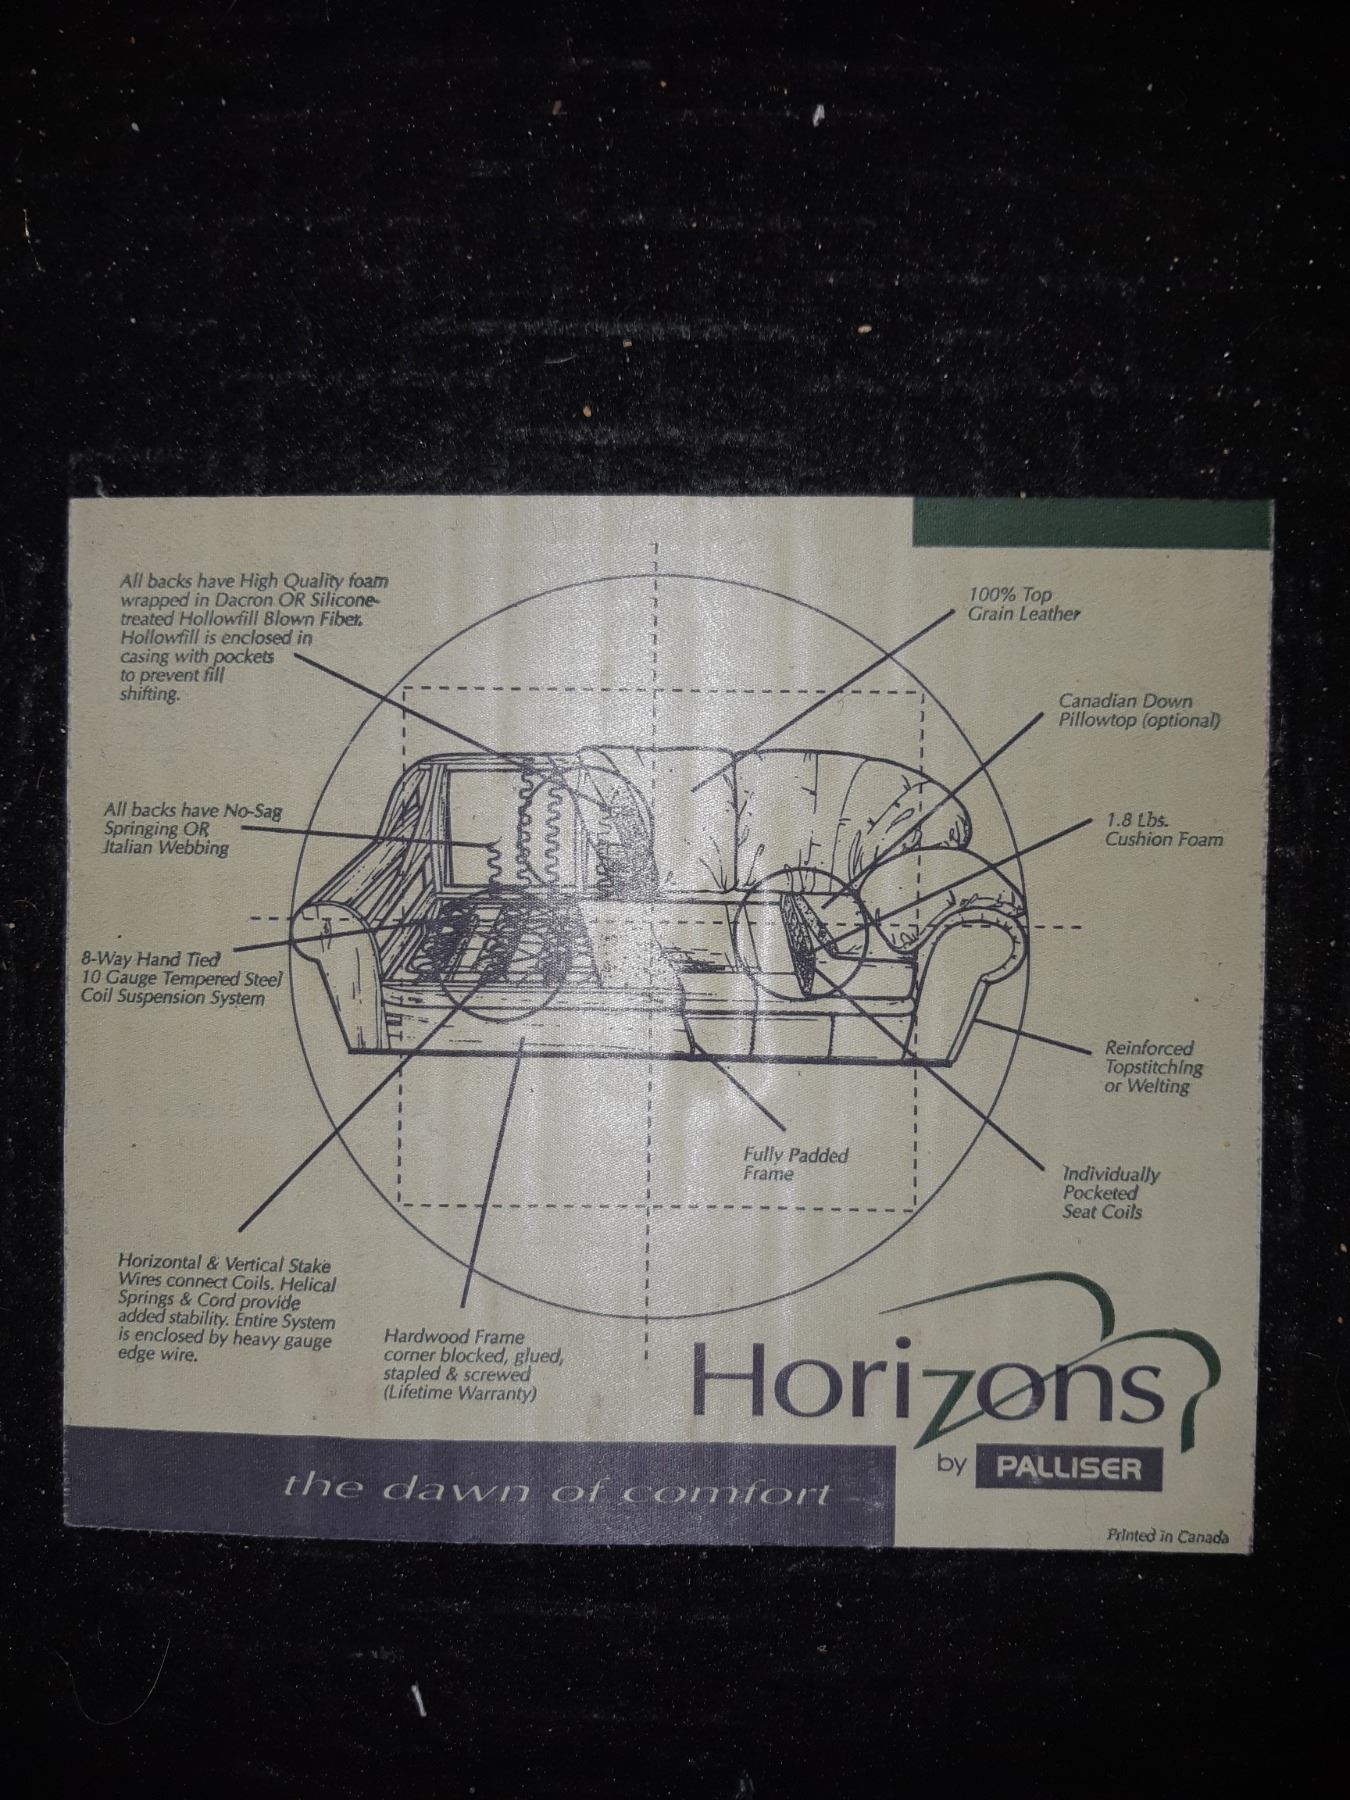 All backs have High Quality foam
wrapped in Dacron OR Silicone-
treated Hollowfill Blown Fiber.
Hollowfill is enclosed in
casing with pockets
to prevent fill
shifting.
100% Top
Grain Leather
Canadian Down
Pillowtop (optional)
All backs have No-Sag
Springing OR
Italian Webbing
1.8 Lbs.
Cushion Foam
8-Way Hand Tied
10 Gauge Tempered Steel
Coil Suspension System
Reinforced
Topstitching
or Welting
Fully Padded
Frame
Individually
Pocketed
Seat Coils
Horizontal & Vertical Stake
Wires connect Coils. Helical
Springs & Cord provide
added stability. Entire System
is enclosed by heavy gauge
edge wire.
Hardwood Frame
corner blocked, glued,
stapled & screwed
(Lifetime Warranty)
Horizons
by PALLISER
the dawn of comfort
Printed in Canada